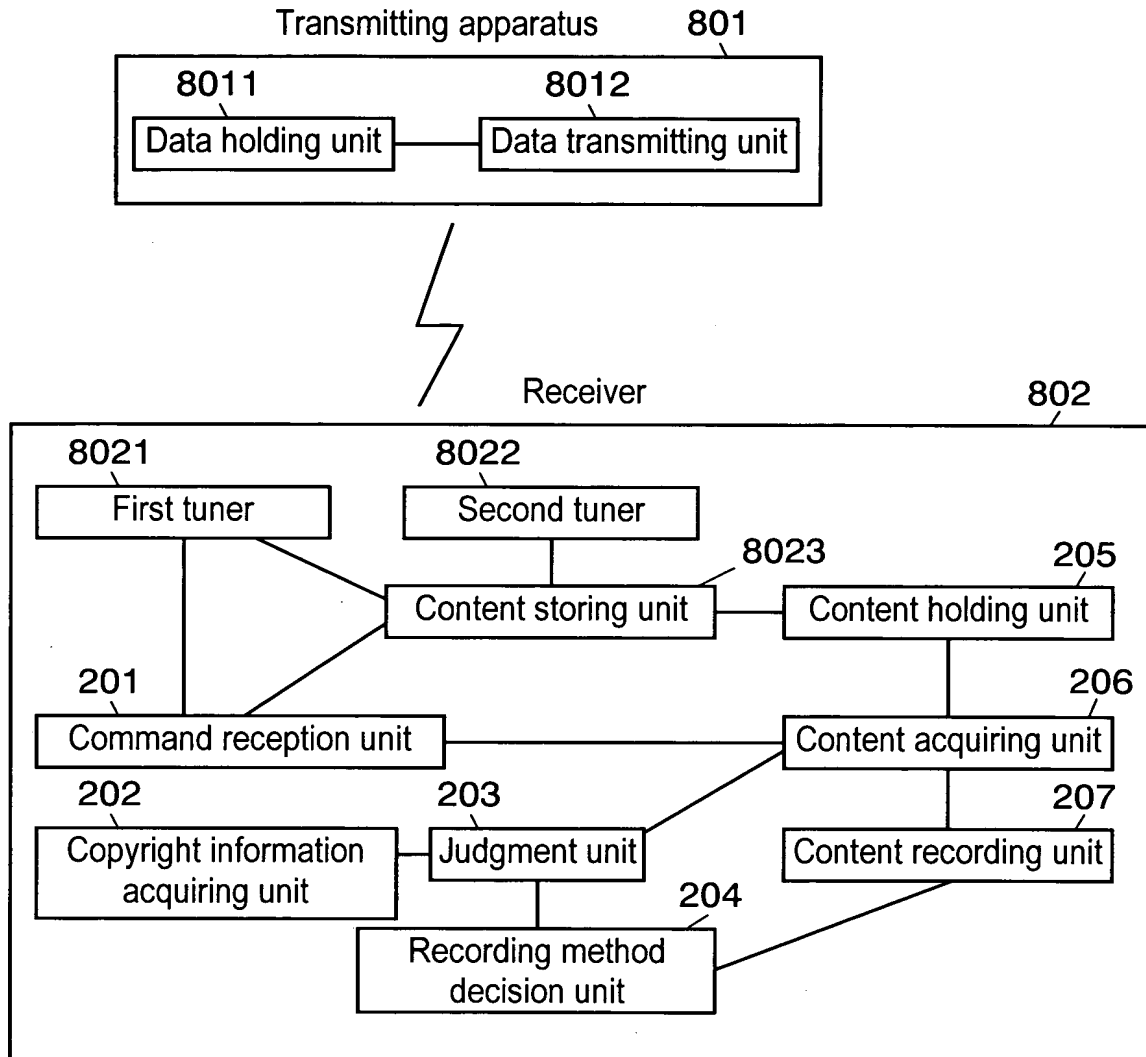 Transmitting apparatus
801
8011
8012
Data holding unit
Data transmitting unit
Receiver
802
8021
8022
First tuner
Second tuner
8023
205
Content storing unit
Content holding unit
201
206
Command reception unit
Content acquiring unit
202
203
207
Copyright information
acquiring unit
Judgment unit
Content recording unit
204
Recording method
decision unit